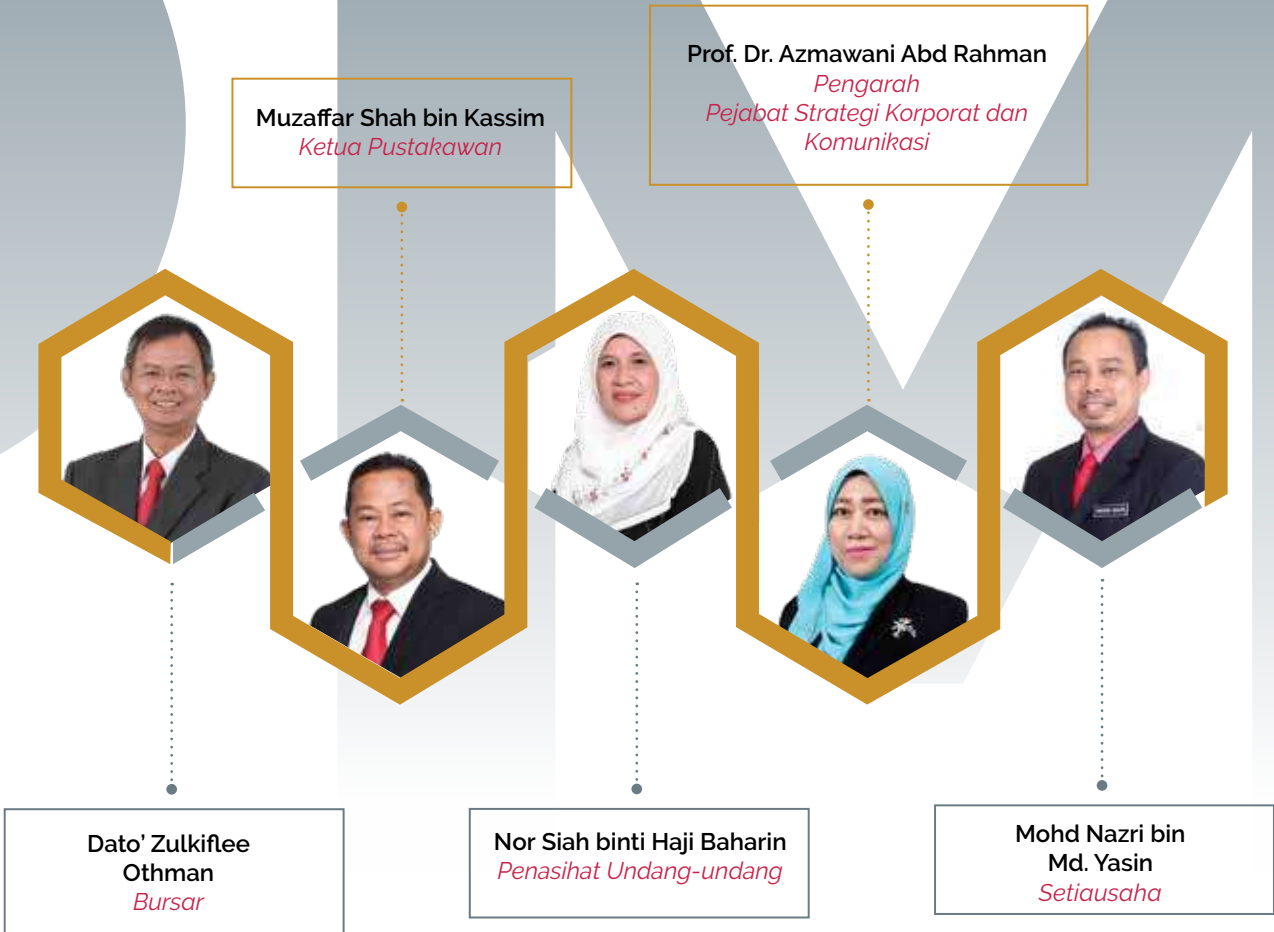 Prof. Dr. Azmawani Abd Rahman
Pengarah
Pejabat Strategi Korporat dan
Komunikasi
Muzaffar Shah bin Kassim
Ketua Pustakawan
Dato’ Zulkiflee
Othman
Bursar
Nor Siah binti Haji Baharin
Penasihat Undang-undang
Mohd Nazri bin
Md. Yasin
Setiausaha